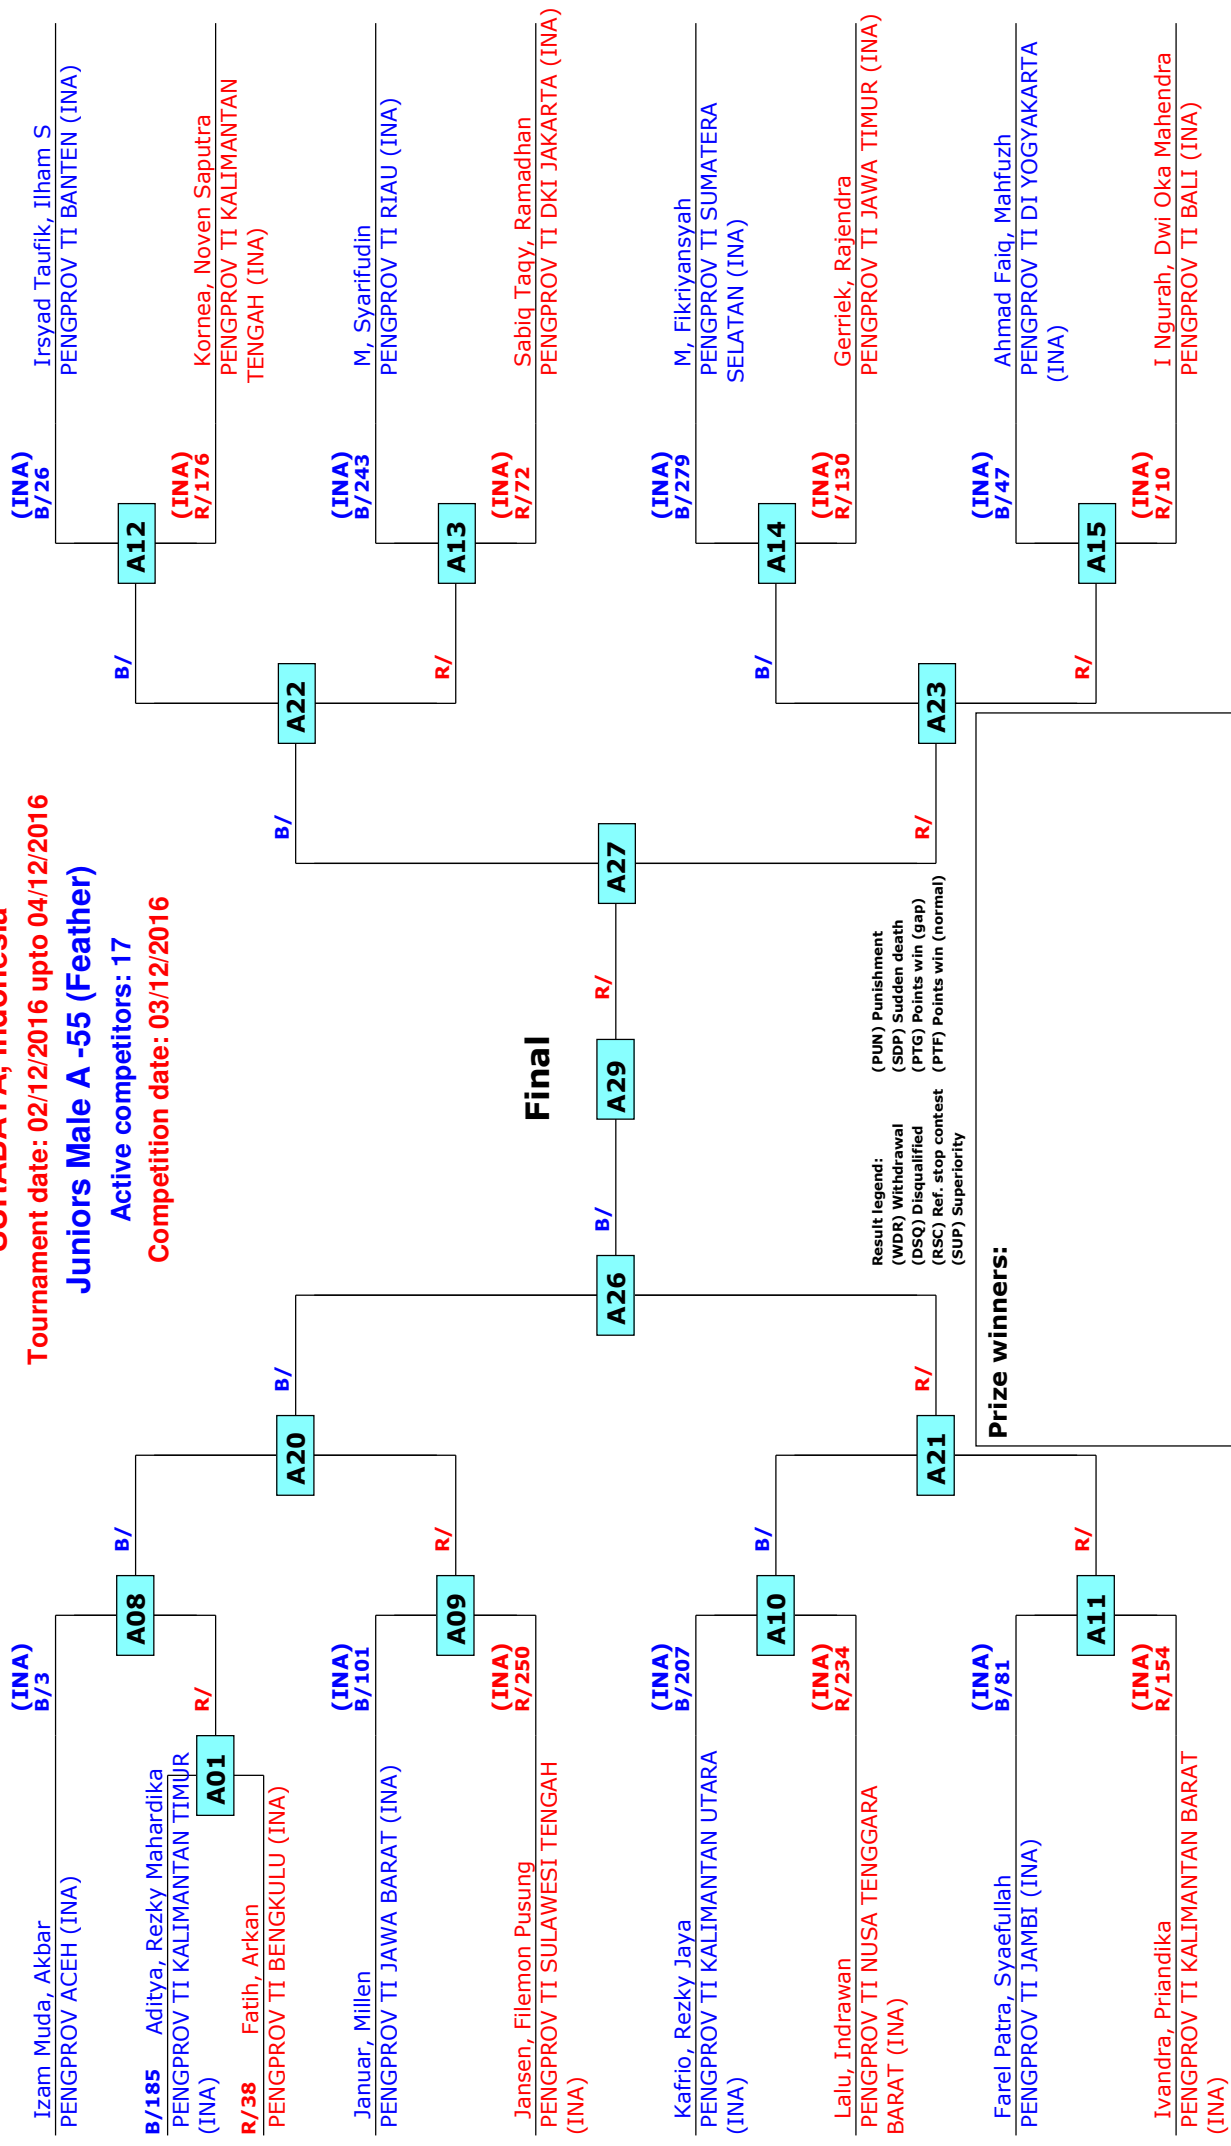 SURABAYA, Indonesia
Tournament date: 02/12/2016 upto 04/12/2016
Juniors Male A -55 (Feather)
Active competitors: 17
Competition date: 03/12/2016
Izam Muda, Akbar
PENGPROV ACEH (INA)
(INA)
B/3
B/185 Aditya, Rezky Mahardika
PENGPROV TI KALIMANTAN TIMUR
(INA)
R/38 Fatih, Arkan
PENGPROV TI BENGKULU (INA)
A01
R/
A08
B/
Januar, Millen
PENGPROV TI JAWA BARAT (INA)
(INA)
B/101
Jansen, Filemon Pusung
PENGPROV TI SULAWESI TENGAH
(INA)
(INA)
R/250
A09
R/
A20
B/
Kafrio, Rezky Jaya
PENGPROV TI KALIMANTAN UTARA
(INA)
(INA)
B/207
Lalu, Indrawan
PENGPROV TI NUSA TENGGARA
BARAT (INA)
(INA)
R/234
A10
B/
Farel Patra, Syaefullah
PENGPROV TI JAMBI (INA)
(INA)
B/81
Ivandra, Priandika
PENGPROV TI KALIMANTAN BARAT
(INA)
(INA)
R/154
A11
R/
A21
R/
A26
B/
Final
A29
R/
A27
B/
R/
A22
B/
R/
A23
B/
R/
A12
(INA)
B/26
Irsyad Taufik, Ilham S
PENGPROV TI BANTEN (INA)
(INA)
R/176
Kornea, Noven Saputra
PENGPROV TI KALIMANTAN
TENGAH (INA)
A13
(INA)
B/243
M, Syarifudin
PENGPROV TI RIAU (INA)
(INA)
R/72
Sabiq Taqy, Ramadhan
PENGPROV TI DKI JAKARTA (INA)
A14
(INA)
B/279
M, Fikriyansyah
PENGPROV TI SUMATERA
SELATAN (INA)
(INA)
R/130
Gerriek, Rajendra
PENGPROV TI JAWA TIMUR (INA)
A15
(INA)
B/47
Ahmad Faiq, Mahfuzh
PENGPROV TI DI YOGYAKARTA
(INA)
(INA)
R/10
I Ngurah, Dwi Oka Mahendra
PENGPROV TI BALI (INA)
Result legend:
(WDR) Withdrawal
(DSQ) Disqualified
(RSC) Ref. stop contest
(SUP) Superiority
(PUN) Punishment
(SDP) Sudden death
(PTG) Points win (gap)
(PTF) Points win (normal)
Prize winners: